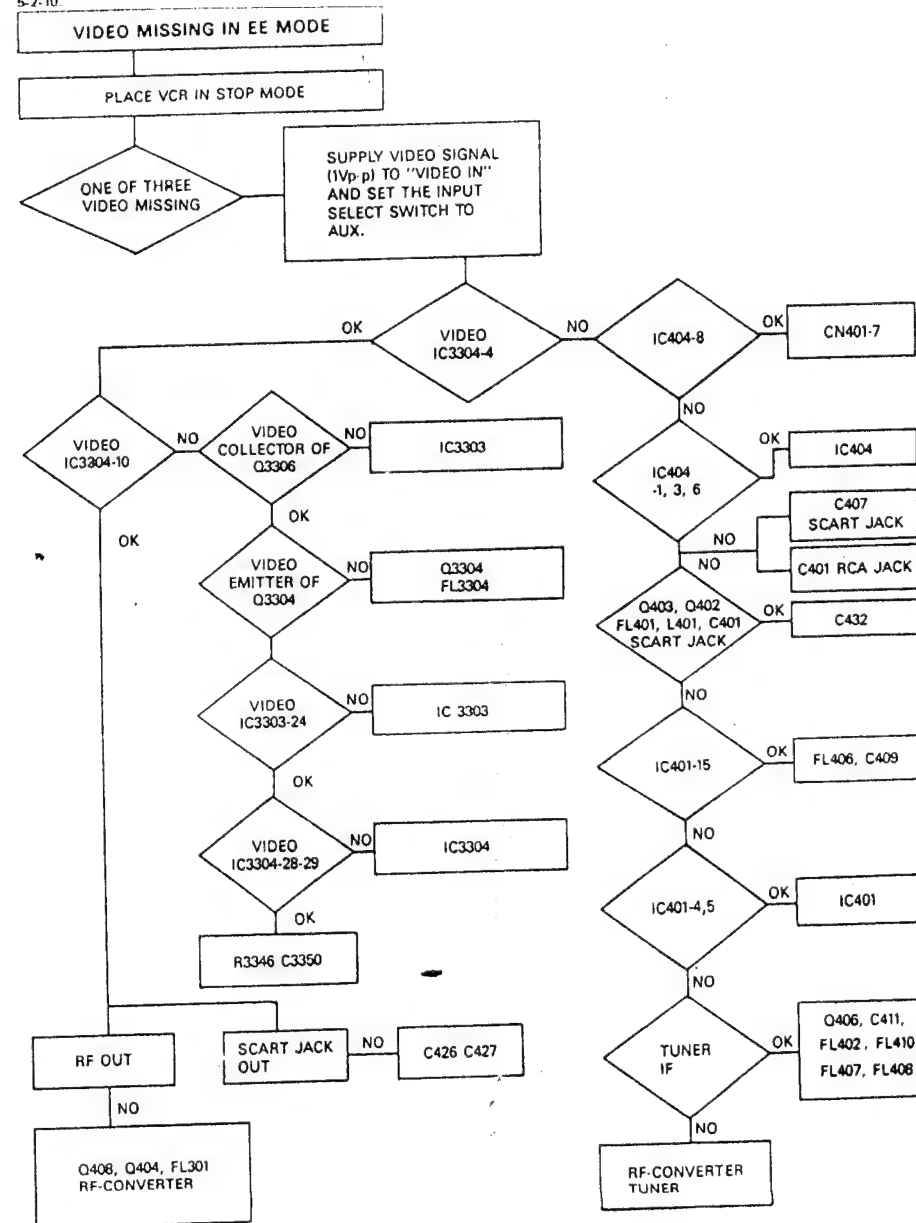 5-2-10.
VIDEO MISSING IN EE MODE
PLACE VCR IN STOP MODE
ONE OF THREE
VIDEO MISSING
SUPPLY VIDEO SIGNAL
(1Vp-p) TO "VIDEO IN"
AND SET THE INPUT
SELECT SWITCH TO
AUX.
OK
VIDEO
IC3304-4
NO
IC404-8
OK
CN401-7
NO
VIDEO
IC3304-10
NO
VIDEO
COLLECTOR OF
Q3306
NO
IC3303
IC404
-1, 3, 6
OK
IC404
OK
OK
NO
C407
SCART JACK
NO
C401 RCA JACK
VIDEO
EMITTER OF
Q3304
NO
Q3304
FL3304
Q403, Q402
FL401, L401, C401
SCART JACK
OK
C432
NO
VIDEO
IC3303-24
NO
IC 3303
OK
IC401-15
OK
FL406, C409
NO
VIDEO
IC3304-28-29
NO
IC3304
OK
IC401-4,5
OK
IC401
R3346 C3350
NO
RF OUT
SCART JACK
OUT
NO
C426 C427
TUNER
IF
OK
Q406, C411,
FL402, FL410
FL407, FL408
NO
NO
Q408, Q404, FL301
RF-CONVERTER
RF-CONVERTER
TUNER